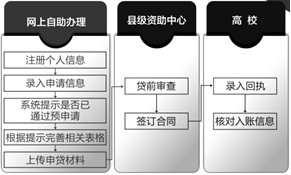 网上自助办理
注册个人信息
录入申请信息
系统提示是否已
通过预申请
根据提示完善相关表格
上传申贷材料
县级资助中心
贷前审查
签订合同
高 校
录入回执
核对入账信息